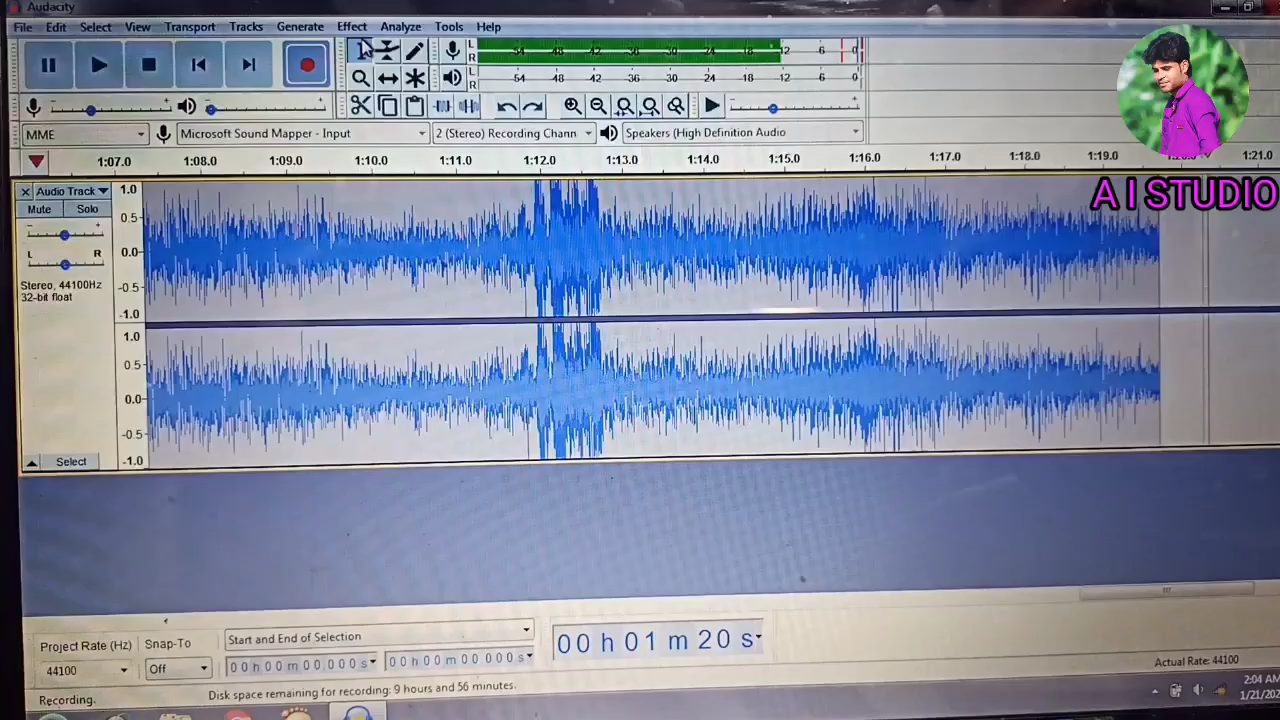 Audacity
File Edit Select View Transport Tracks Generate Effect Analyze Tools Help
L R -54 -48 -42 -36 -30 -24 -18 -12 -6 0
L R -54 -48 -42 -36 -30 -24 -18 -12 -6 0
MME Microsoft Sound Mapper - Input 2 (Stereo Recording Chann Speakers (High Definition Audio
1:07.0 1:08.0 1:09.0 1:10.0 1:11.0 1:12.0 1:13.0 1:14.0 1:15.0 1:16.0 1:17.0 1:18.0 1:19.0 1:21.0
A I STUDIO
Audio Track
Mute Solo
L R
Stereo, 44100Hz
32-bit float
Select
1.0
0.5
0.0
-0.5
-1.0
1.0
0.5
0.0
-0.5
-1.0
Project Rate (Hz) Snap-To Start and End of Selection
44100 Off 00 h 00 m 00.000 s 00 h 00 m 00.000 s
00 h 01 m 20 s
Actual Rate: 44100
Recording. Disk space remaining for recording: 9 hours and 56 minutes.
2:04 AM